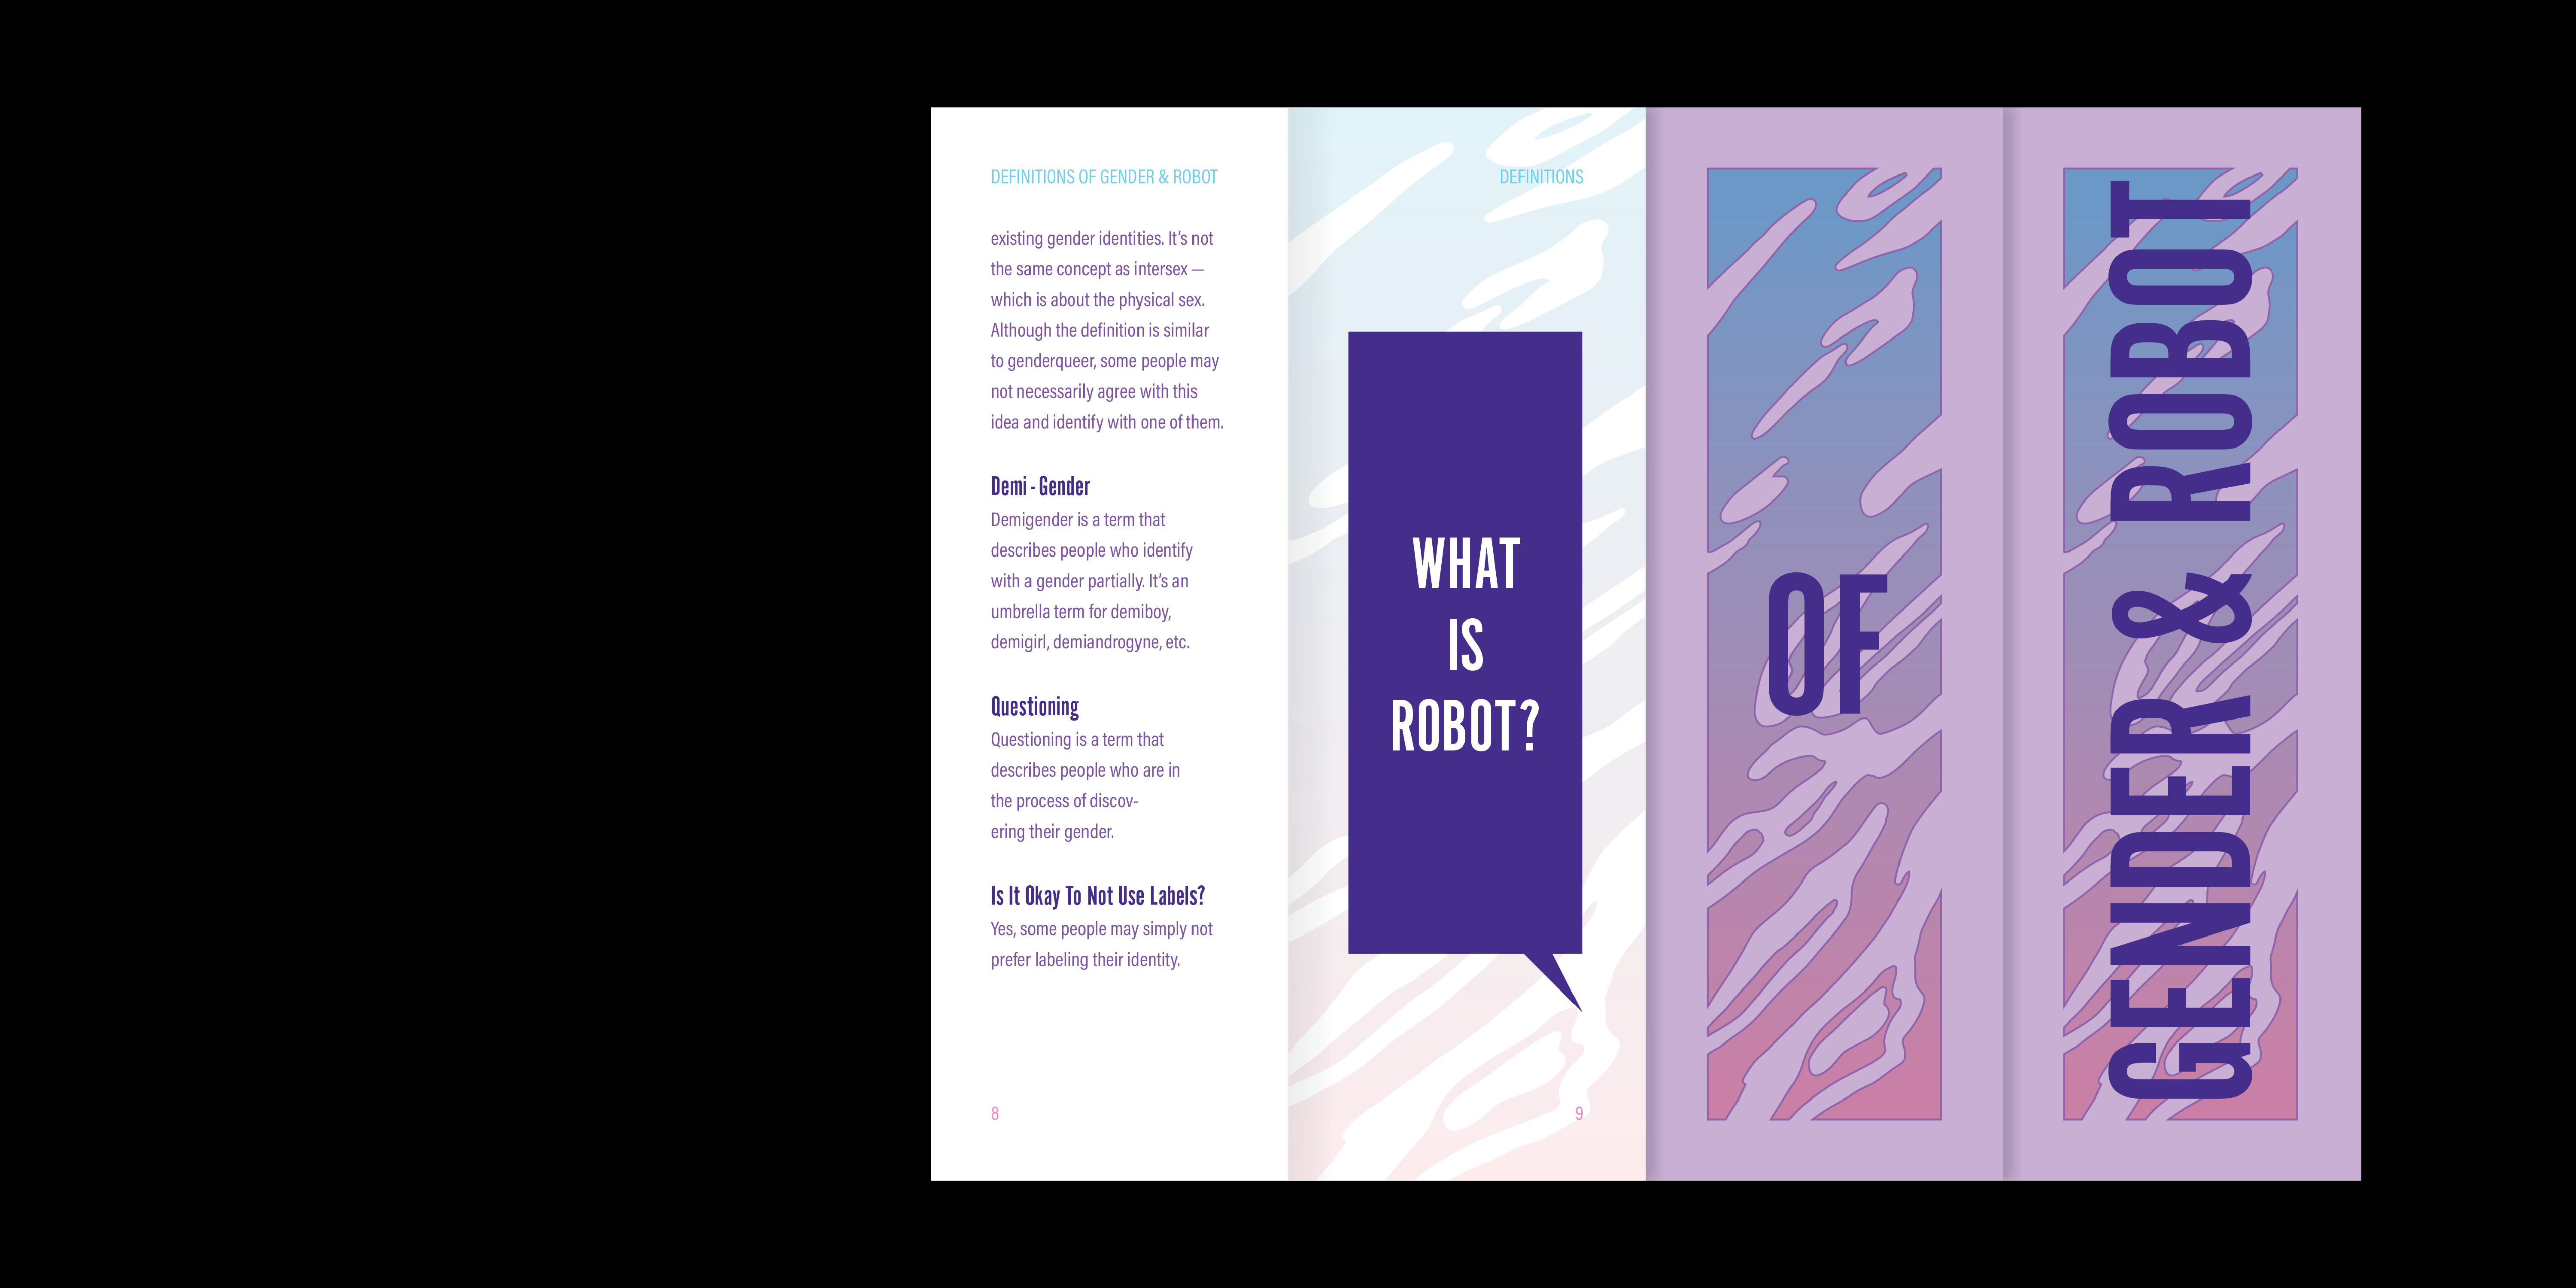 DEFINITIONS OF GENDER & ROBOT
existing gender identities. It's not
the same concept as intersex —
which is about the physical sex.
Although the definition is similar
to genderqueer, some people may
not necessarily agree with this
idea and identify with one of them.
Demi - Gender
Demigender is a term that
describes people who identify
with a gender partially. It's an
umbrella term for demiboy,
demigirl, demiandrogyne, etc.
Questioning
Questioning is a term that
describes people who are in
the process of discov-
ering their gender.
Is It Okay To Not Use Labels?
Yes, some people may simply not
prefer labeling their identity.
8
DEFINITIONS
WHAT
IS
ROBOT?
9
OF
GENDER & ROBOT